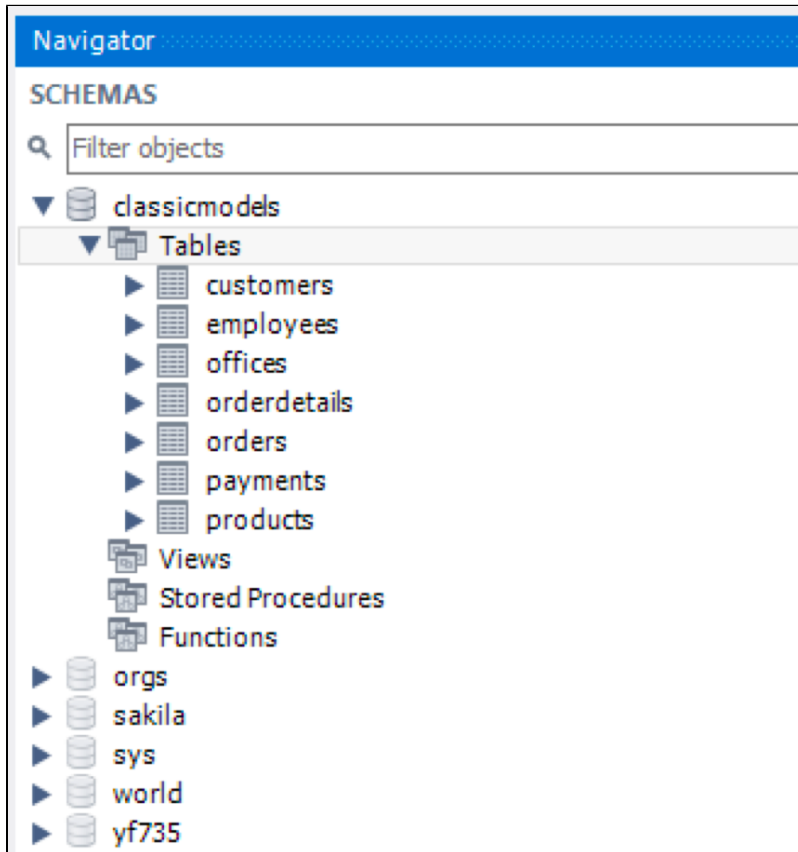 Navigator
SCHEMAS
Filter objects
classicmodels
Tables
customers
employees
offices
orderdetails
orders
payments
products
Views
Stored Procedures
Functions
orgs
sakila
sys
world
yf735